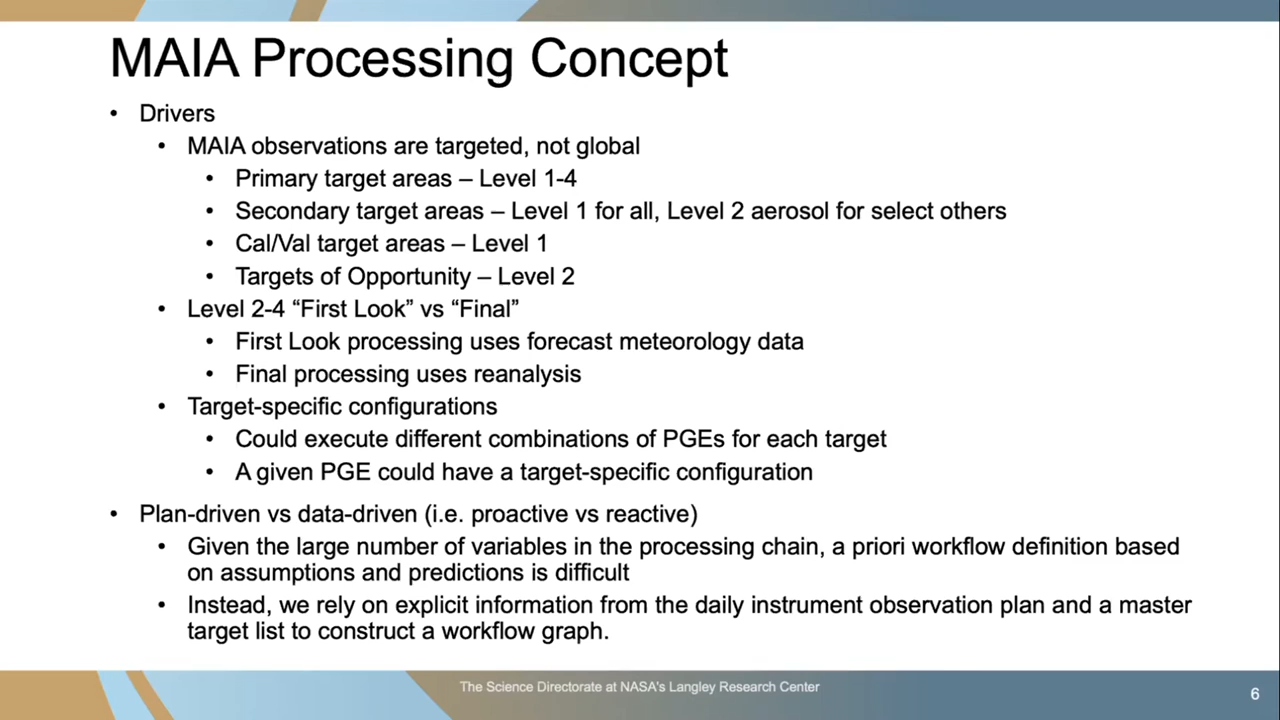 MAIA Processing Concept
• Drivers
• MAIA observations are targeted, not global
• Primary target areas – Level 1-4
• Secondary target areas – Level 1 for all, Level 2 aerosol for select others
• Cal/Val target areas – Level 1
• Targets of Opportunity – Level 2
• Level 2-4 “First Look” vs “Final”
• First Look processing uses forecast meteorology data
• Final processing uses reanalysis
• Target-specific configurations
• Could execute different combinations of PGEs for each target
• A given PGE could have a target-specific configuration
• Plan-driven vs data-driven (i.e. proactive vs reactive)
• Given the large number of variables in the processing chain, a priori workflow definition based
on assumptions and predictions is difficult
• Instead, we rely on explicit information from the daily instrument observation plan and a master
target list to construct a workflow graph.
The Science Directorate at NASA's Langley Research Center
6